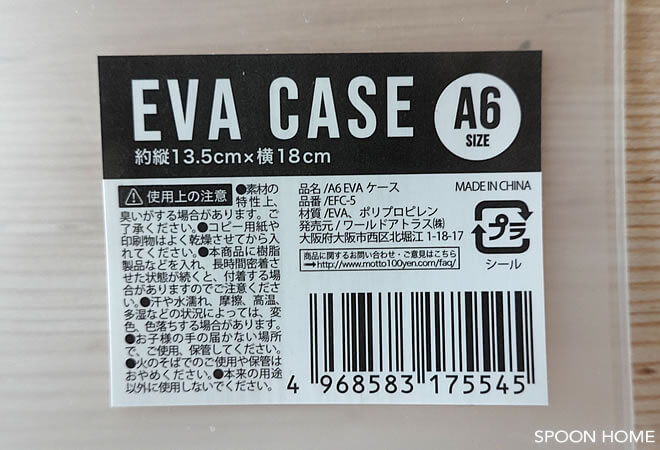 EVA CASE
A6
SIZE
約縦13.5cm×横18cm
使用上の注意 ●素材の
特性上、
臭いがする場合があります。ご
了承ください。●コピー用紙や
印刷物はよく乾燥させてから入
れてください。●本商品に樹脂
製品などを入れ、長時間密着さ
せた状態が続くと、付着する場
合がありますのでご注意ください。
●汗や水濡れ、摩擦、高温、
多湿などの状況によっては、変
色、色落ちする場合があります。
●お子様の手の届かない場所
で、ご使用、保管してください。
●火のそばでのご使用や保管は
おやめください。●本来の用途
以外に使用しないでください。
品名/A6 EVA ケース
品番/EFC-5
材質/EVA、ポリプロピレン
発売元/ワールドアトラス㈱
大阪府大阪市西区北堀江 1-18-17
商品に関するお問い合わせ・ご意見はこちら
→http://www.motto100yen.com/faq/
MADE IN CHINA
プラ
シール
4 968583 175545
SPOON HOME